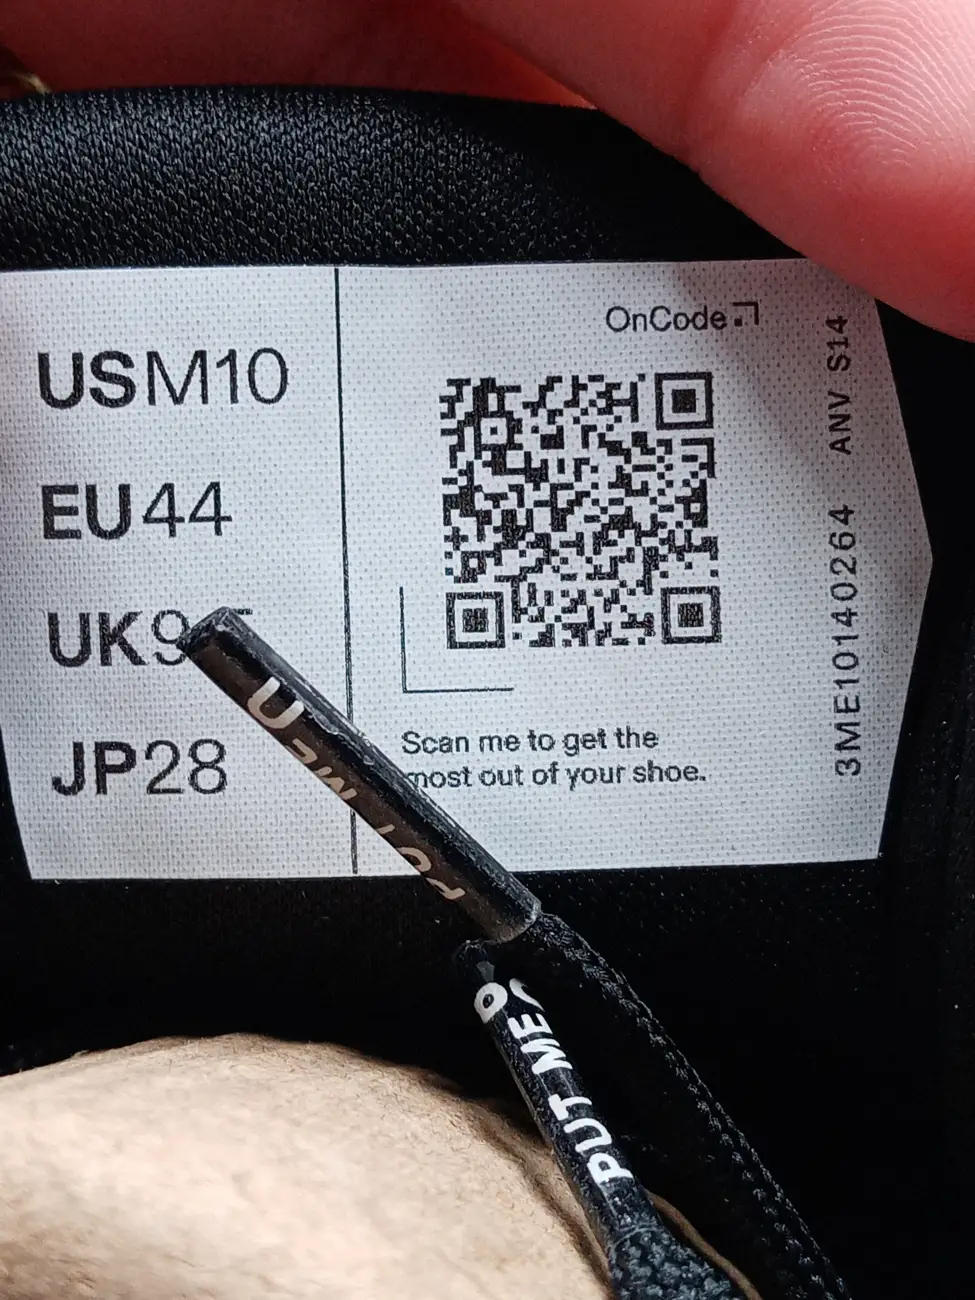 USM10
EU44
UK9
JP28
OnCode
Scan me to get the
most out of your shoe.
3ME10140264 ANV S14
PUT ME